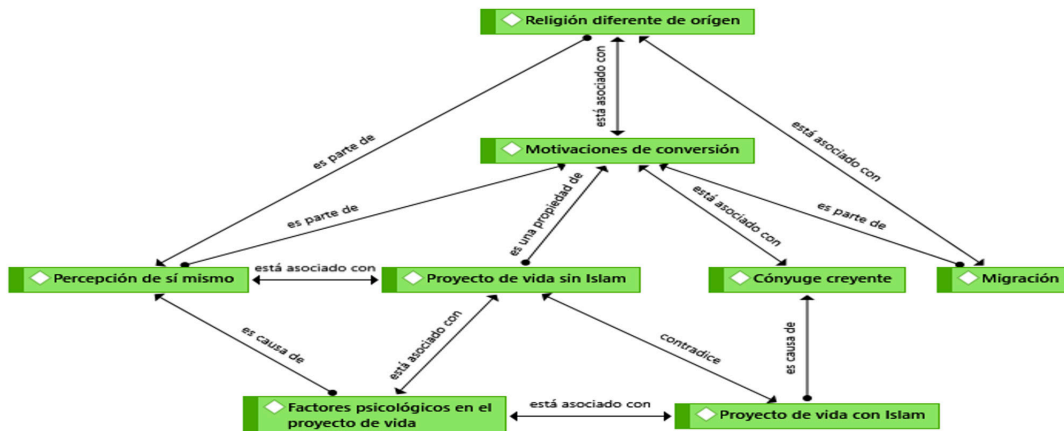 Religión diferente de orígen
está asociado con
es parte de
está asociado con
Motivaciones de conversión
es parte de
es una propiedad de
está asociado con
es parte de
Percepción de sí mismo
está asociado con
Proyecto de vida sin Islam
Cónyuge creyente
Migración
es causa de
está asociado con
contradice
es causa de
Factores psicológicos en el
proyecto de vida
está asociado con
Proyecto de vida con Islam